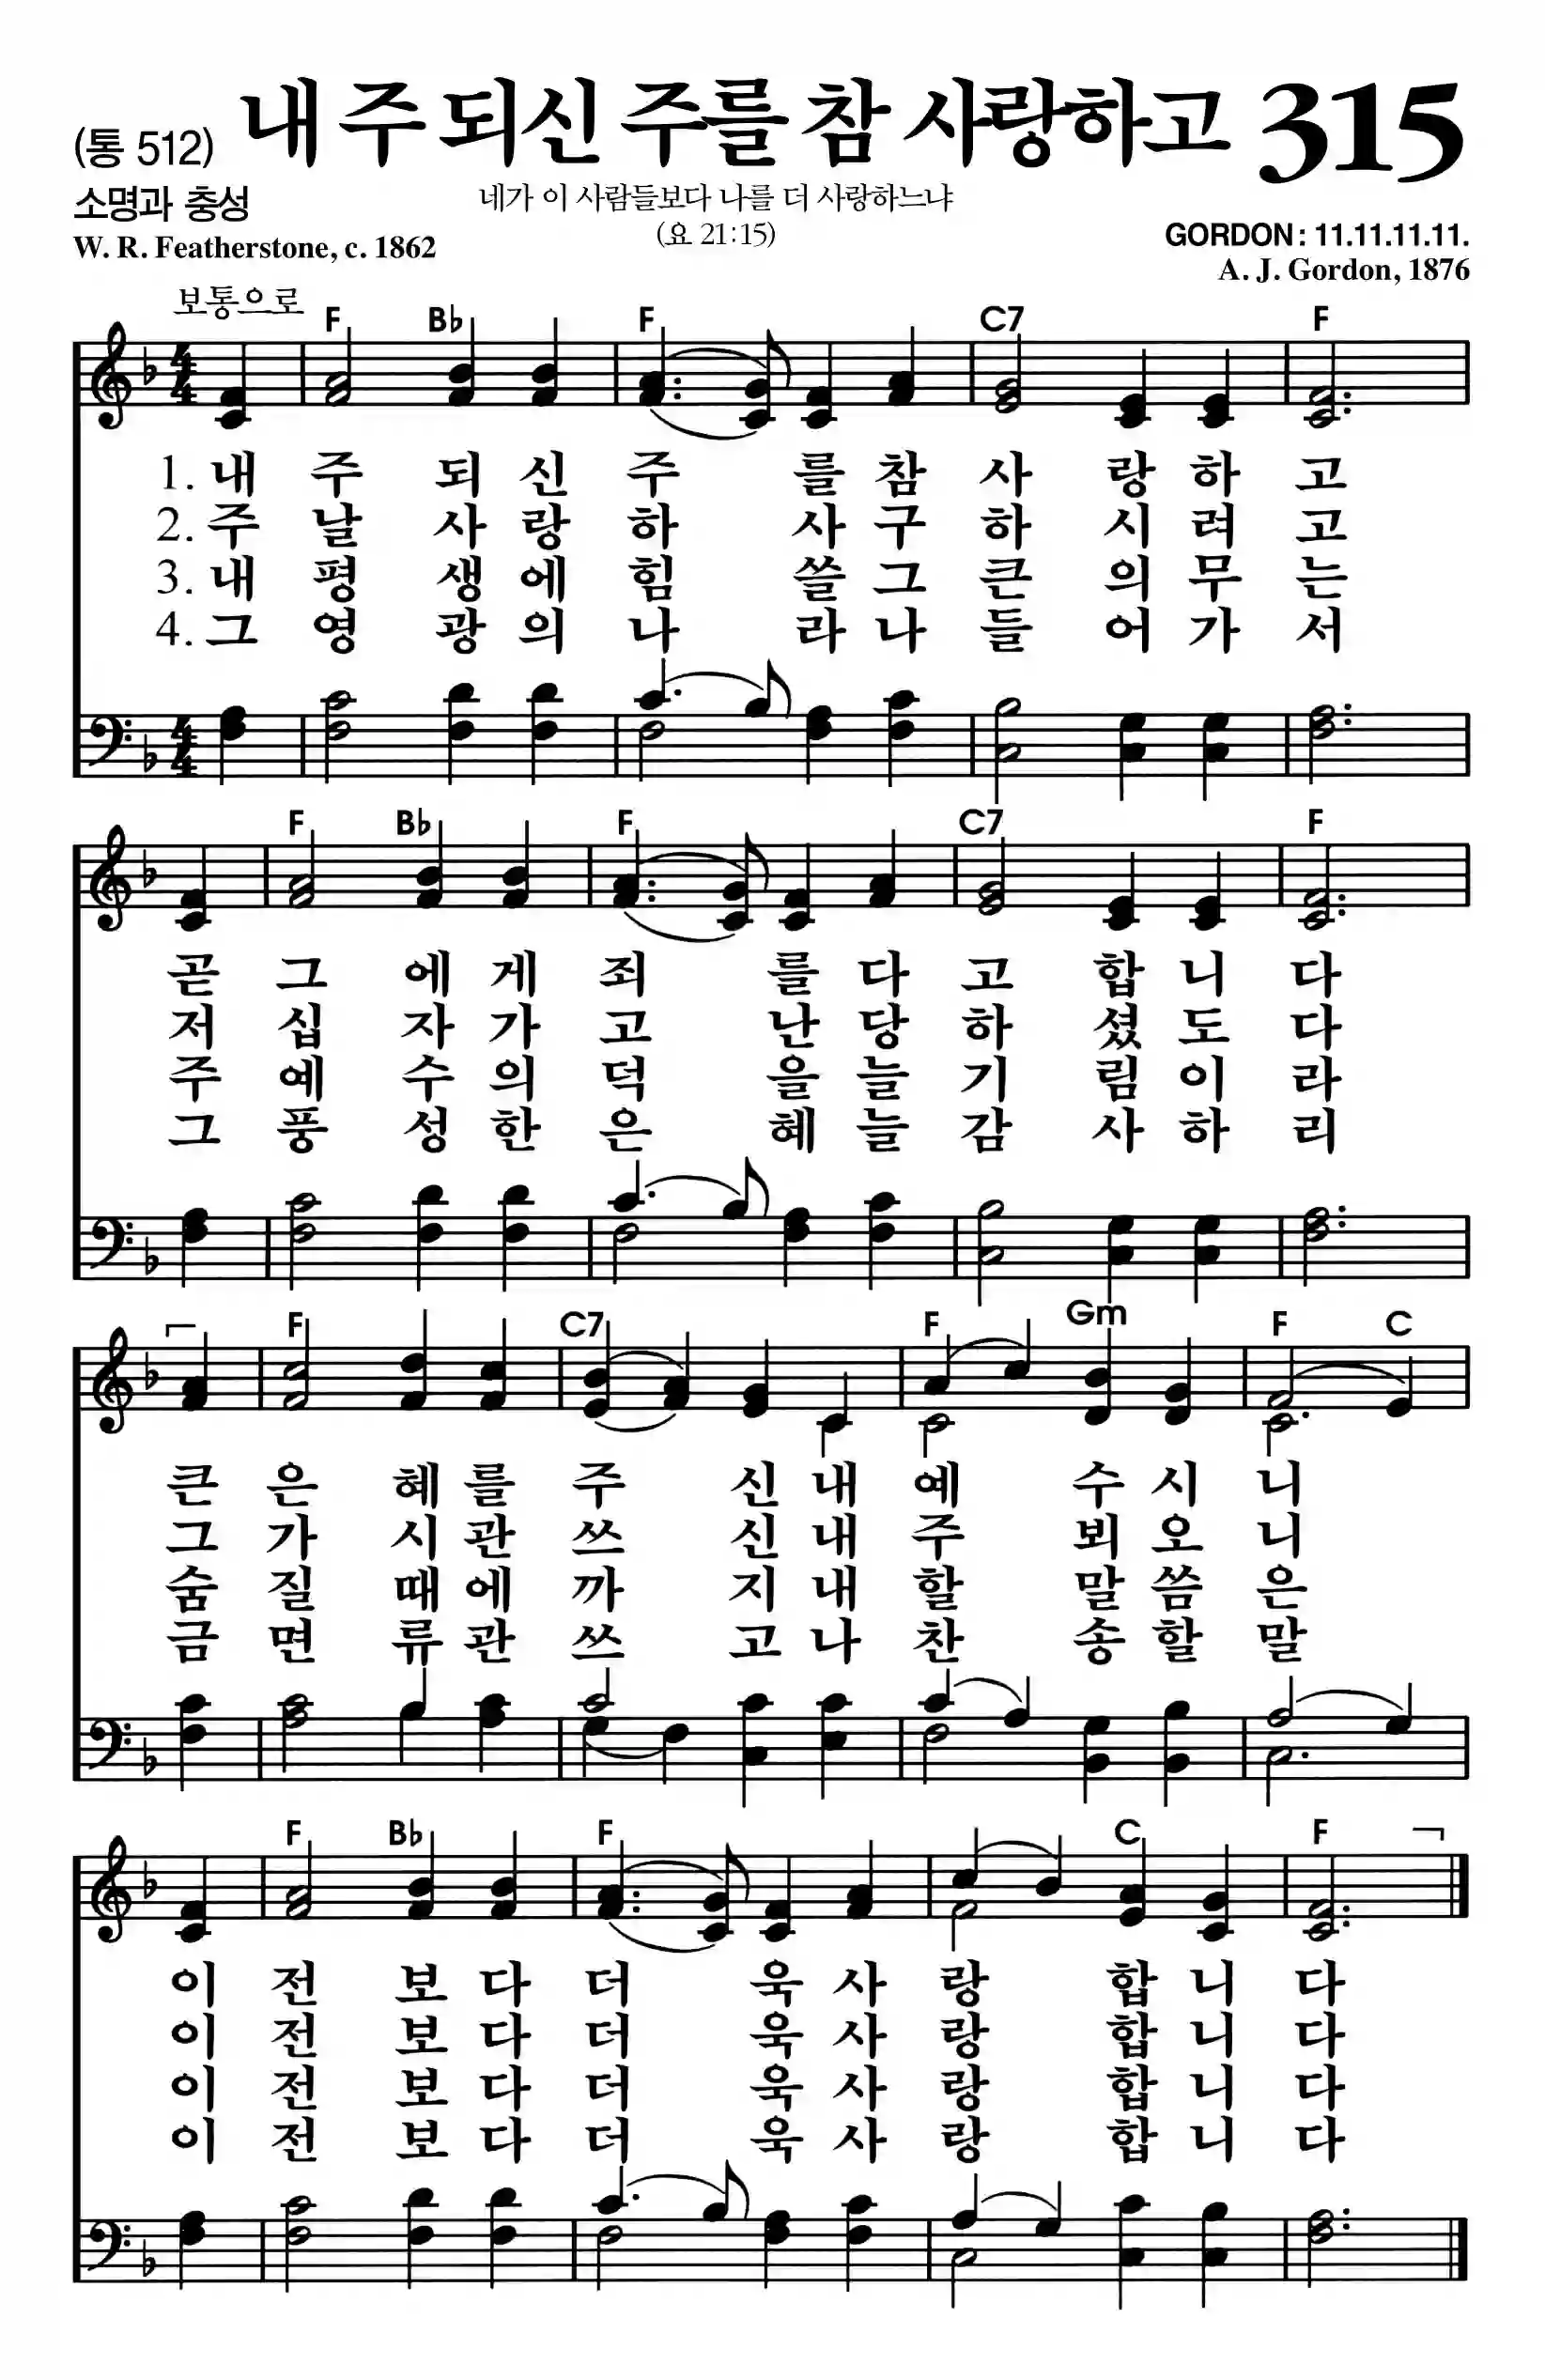 (통 512) 내 주 되신 주를 참 사랑하고 315
소명과 충성
네가 이 사람들보다 나를 더 사랑하느냐
(요 21:15)
W. R. Featherstone, c. 1862
GORDON: 11.11.11.11.
A. J. Gordon, 1876
보통으로
F B♭ F C7 F
4 4
1. 내 주 되 신 주 를 참 사 랑 하 고
2. 주 날 사 랑 하 사 구 하 시 려 고
3. 내 평 생 에 힘 쓸 그 큰 의 무 는
4. 그 영 광 의 나 라 나 들 어 가 서
4 4
F B♭ F C7 F
곧 그 에 게 죄 를 다 고 합 니 다
저 십 자 가 고 난 당 하 셨 도 다
주 예 수 의 덕 을 늘 기 림 이 라
그 풍 성 한 은 혜 늘 감 사 하 리
F C7 F Gm F C
큰 은 혜 를 주 신 내 예 수 시 니
그 가 시 관 쓰 신 내 주 뵈 오 니
숨 질 때 에 까 지 내 할 말 씀 은
금 면 류 관 쓰 고 나 찬 송 할 말
F B♭ F C F
이 전 보 다 더 욱 사 랑 합 니 다
이 전 보 다 더 욱 사 랑 합 니 다
이 전 보 다 더 욱 사 랑 합 니 다
이 전 보 다 더 욱 사 랑 합 니 다